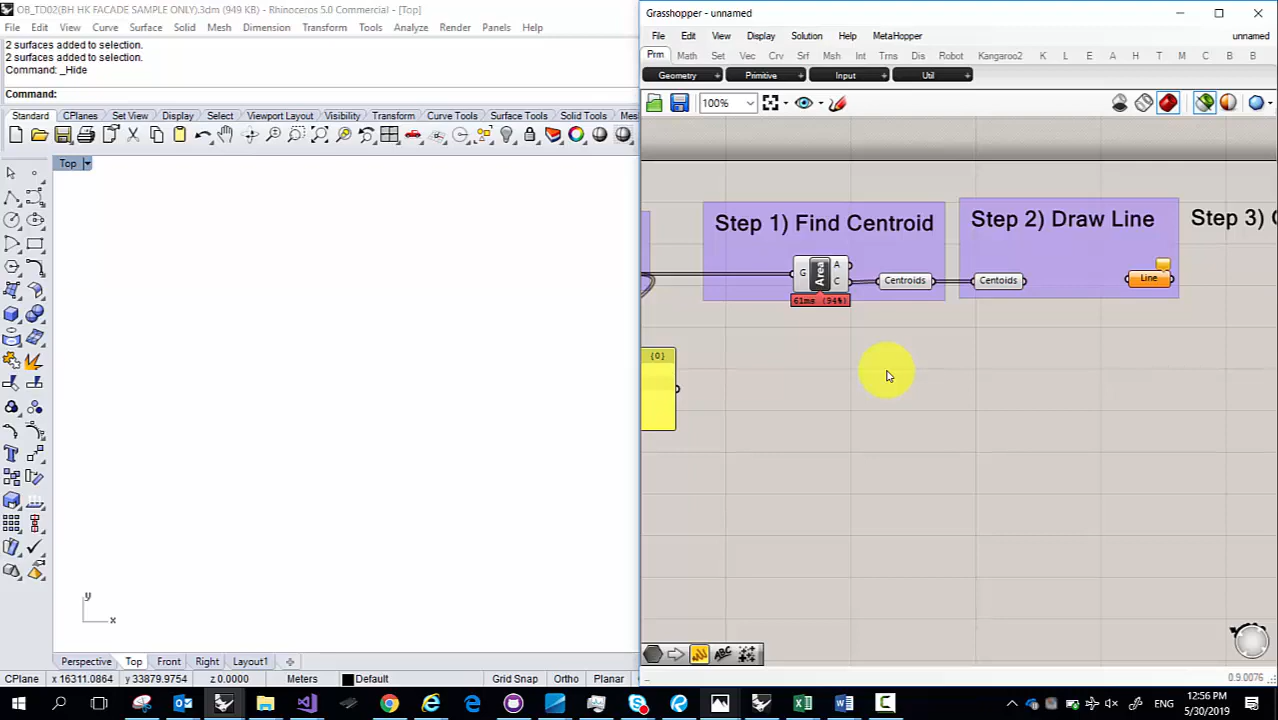 OB_TD02(BH HK FACADE SAMPLE ONLY).3dm (949 KB) - Rhinoceros 5.0 Commercial - [Top]
File Edit View Curve Surface Solid Mesh Dimension Transform Tools Analyze Render Panels Help
2 surfaces added to selection.
2 surfaces added to selection.
Command: _Hide
Command:
Standard CPlanes Set View Display Select Viewport Layout Visibility Transform Curve Tools Surface Tools Solid Tools Mes
Top
y
x
Perspective Top Front Right Layout1
CPlane x 16311.0864 y 33879.9754 z 0.0000 Meters Default Grid Snap Ortho Planar
Grasshopper - unnamed
File Edit View Display Solution Help MetaHopper unnamed
Prm Math Set Vec Crv Srf Msh Int Trns Dis Robot Kangaroo2 K L E A H T M C B B
Geometry Primitive Input Util
100%
Step 1) Find Centroid
G Area A C
61ms (94%)
Centroids
Step 2) Draw Line
Centoids
Line
Step 3)
{0}
ABC
0.9.0076
ENG
12:56 PM
5/30/2019